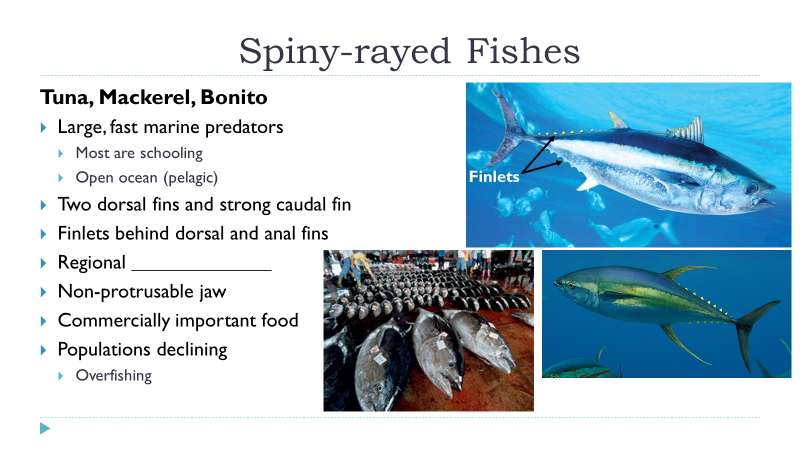 Spiny-rayed Fishes
Tuna, Mackerel, Bonito
Large, fast marine predators
Most are schooling
Open ocean (pelagic)
Two dorsal fins and strong caudal fin
Finlets behind dorsal and anal fins
Regional _______________
Non-protrusable jaw
Commercially important food
Populations declining
Overfishing
Finlets